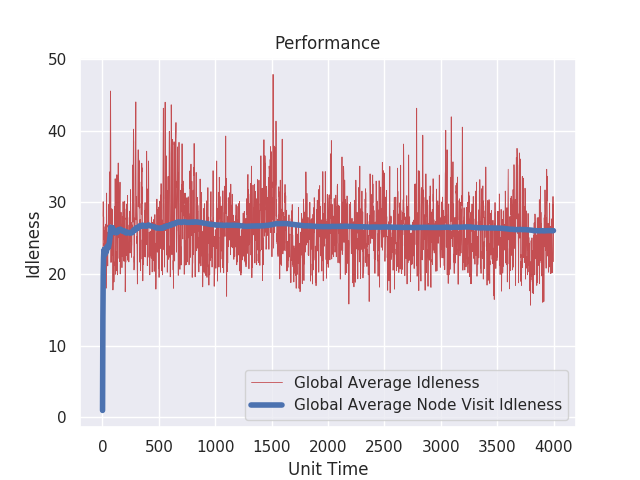 Performance
50
40
30
20
10
0
Idleness
Global Average Idleness
Global Average Node Visit Idleness
0 500 1000 1500 2000 2500 3000 3500 4000
Unit Time